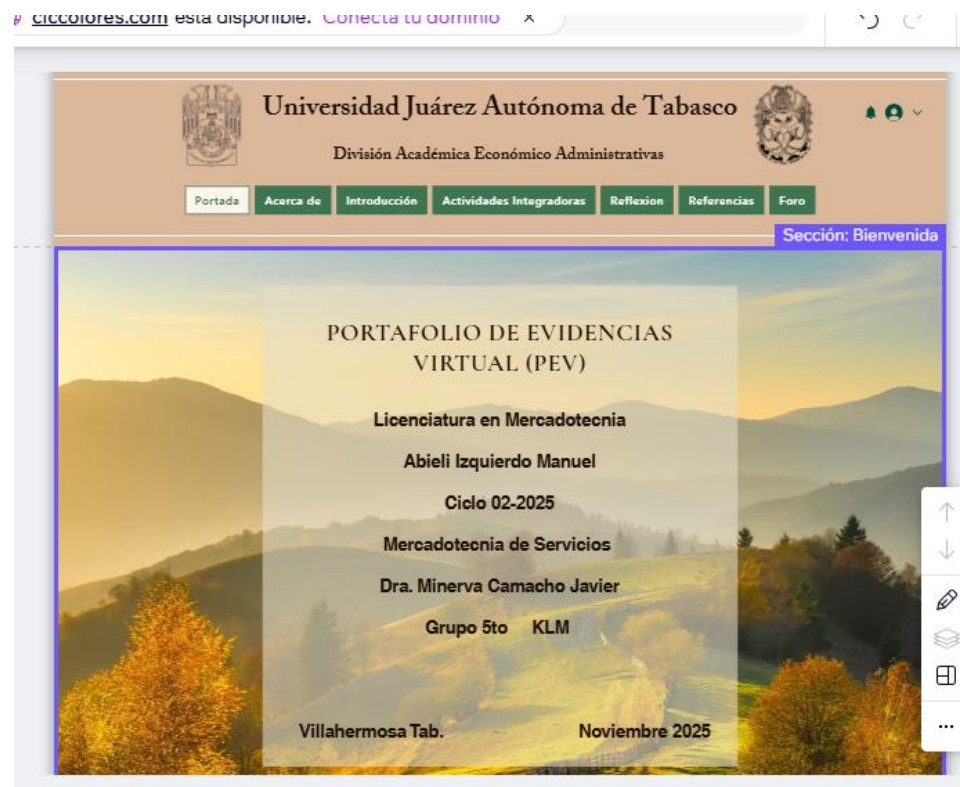 ciccolores.com está disponible. Conecta tu dominio ×
Universidad Juárez Autónoma de Tabasco
División Académica Económico Administrativas
Portada Acerca de Introducción Actividades Integradoras Reflexion Referencias Foro
Sección: Bienvenida
PORTAFOLIO DE EVIDENCIAS
VIRTUAL (PEV)
Licenciatura en Mercadotecnia
Abieli Izquierdo Manuel
Ciclo 02-2025
Mercadotecnia de Servicios
Dra. Minerva Camacho Javier
Grupo 5to KLM
Villahermosa Tab. Noviembre 2025